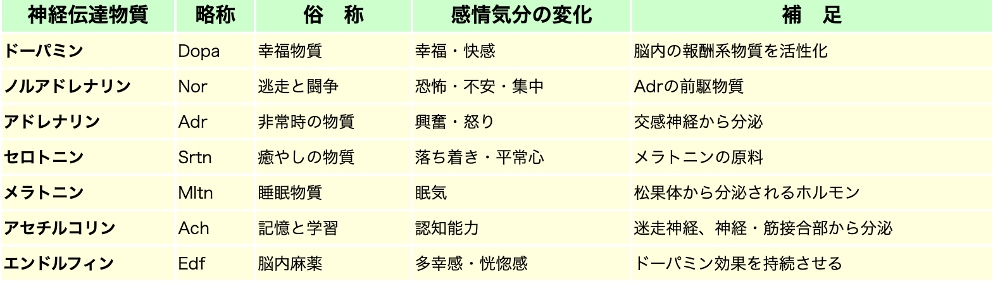 神経伝達物質 略称 俗　称 感情気分の変化 補　足
ドーパミン Dopa 幸福物質 幸福・快感 脳内の報酬系物質を活性化
ノルアドレナリン Nor 逃走と闘争 恐怖・不安・集中 Adrの前駆物質
アドレナリン Adr 非常時の物質 興奮・怒り 交感神経から分泌
セロトニン Srtn 癒やしの物質 落ち着き・平常心 メラトニンの原料
メラトニン Mltn 睡眠物質 眠気 松果体から分泌されるホルモン
アセチルコリン Ach 記憶と学習 認知能力 迷走神経、神経・筋接合部から分泌
エンドルフィン Edf 脳内麻薬 多幸感・恍惚感 ドーパミン効果を持続させる